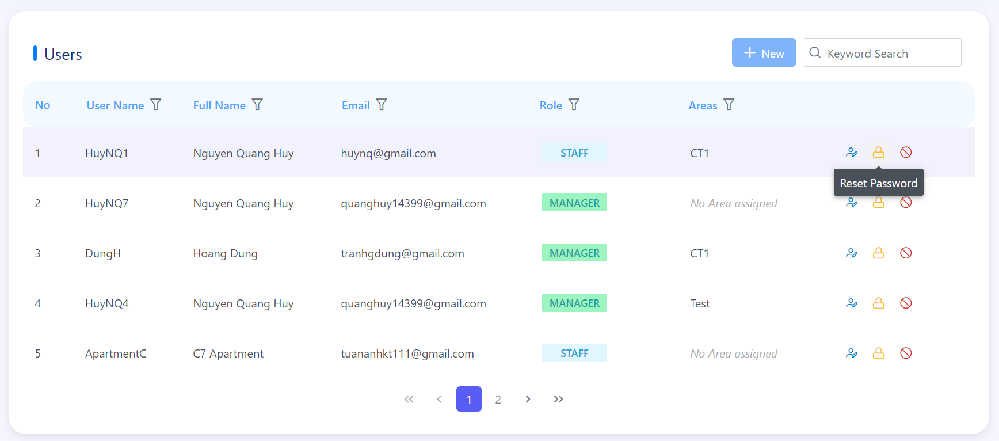 Users
New
Keyword Search
No User Name Full Name Email Role Areas
1 HuyNQ1 Nguyen Quang Huy huynq@gmail.com STAFF CT1
Reset Password
2 HuyNQ7 Nguyen Quang Huy quanghuy14399@gmail.com MANAGER No Area assigned
3 DungH Hoang Dung tranhgdung@gmail.com MANAGER CT1
4 HuyNQ4 Nguyen Quang Huy quanghuy14399@gmail.com MANAGER Test
5 ApartmentC C7 Apartment tuananhkt111@gmail.com STAFF No Area assigned
1 2